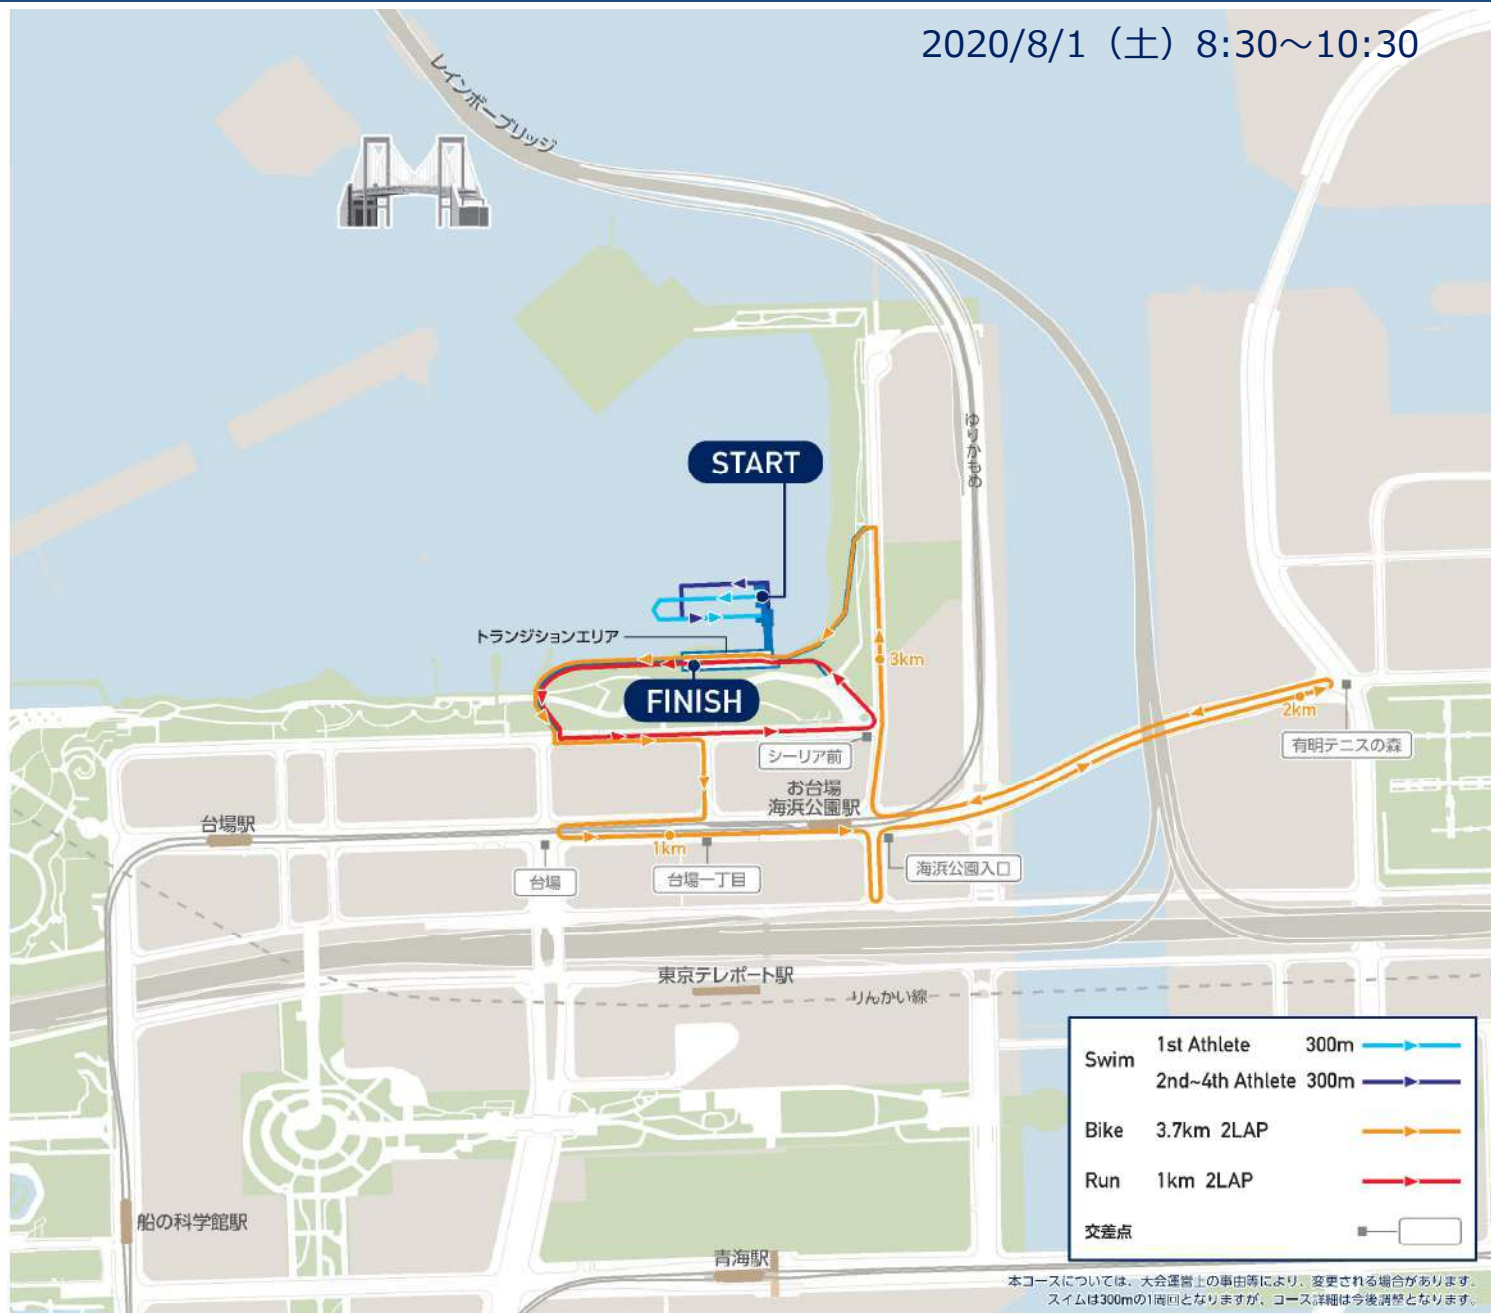 2020/8/1（土）8:30～10:30
レインボーブリッジ
ゆりかもめ
START
トランジションエリア
3km
FINISH
2km
シーリア前
有明テニスの森
お台場
海浜公園駅
台場駅
1km
海浜公園入口
台場
台場一丁目
東京テレポート駅
りんかい線
Swim 1st Athlete 300m
2nd~4th Athlete 300m
Bike 3.7km 2LAP
Run 1km 2LAP
交差点
船の科学館駅
青海駅
本コースについては、大会運営上の事由等により、変更される場合があります。
スイムは300mの1周回となりますが、コース詳細は今後調整となります。